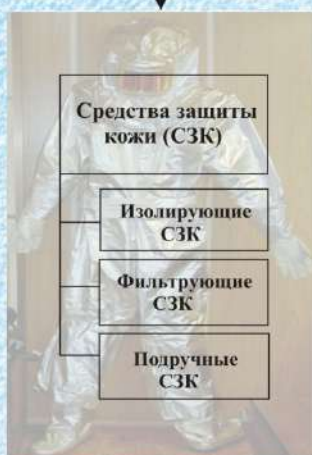 Средства защиты
кожи (СЗК)
Изолирующие
СЗК
Фильтрующие
СЗК
Подручные
СЗК